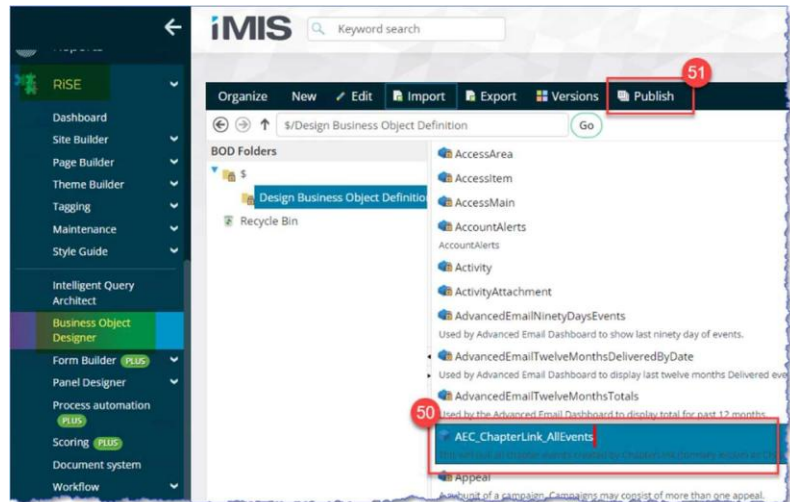 iMIS
Keyword search
RiSE
Dashboard
Site Builder
Page Builder
Theme Builder
Tagging
Maintenance
Style Guide
Intelligent Query
Architect
Business Object
Designer
Form Builder PLUS
Panel Designer
Process automation
PLUS
Scoring PLUS
Document system
Workflow
51
Organize New Edit Import Export Versions Publish
$/Design Business Object Definition Go
BOD Folders
$
Design Business Object Definitio
Recycle Bin
AccessArea
AccessItem
AccessMain
AccountAlerts
AccountAlerts
Activity
ActivityAttachment
AdvancedEmailNinetyDaysEvents
Used by Advanced Email Dashboard to show last ninety day of events.
AdvancedEmailTwelveMonthsDeliveredByDate
Used by Advanced Email Dashboard to display last twelve months Delivered eve
AdvancedEmailTwelveMonthsTotals
Used by the Advanced Email Dashboard to display total for past 12 months.
50
AEC_ChapterLink_AllEvents
Appeal
A subunit of a campaign. Campaigns may consist of more than one appeal.